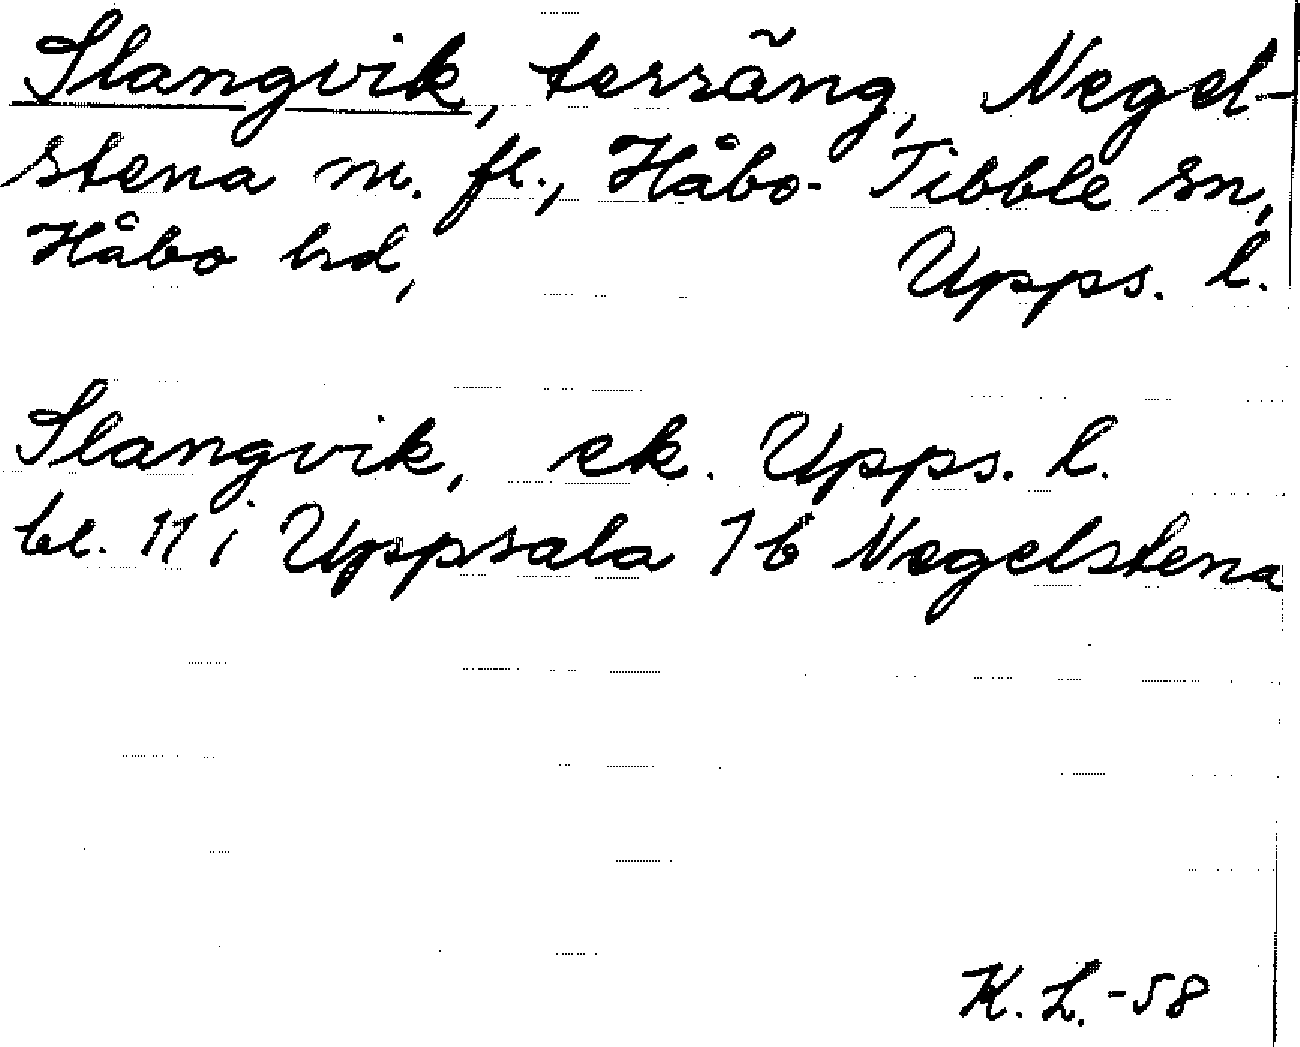 Slangvik, terräng, Negel-
stena m. fl., Håbo-Tibble sn,
Håbo hd, Upps. l.
Slangvik, ek. Upps. l.
bl. 11 i Uppsala 7b Negelstena
K. L. -58